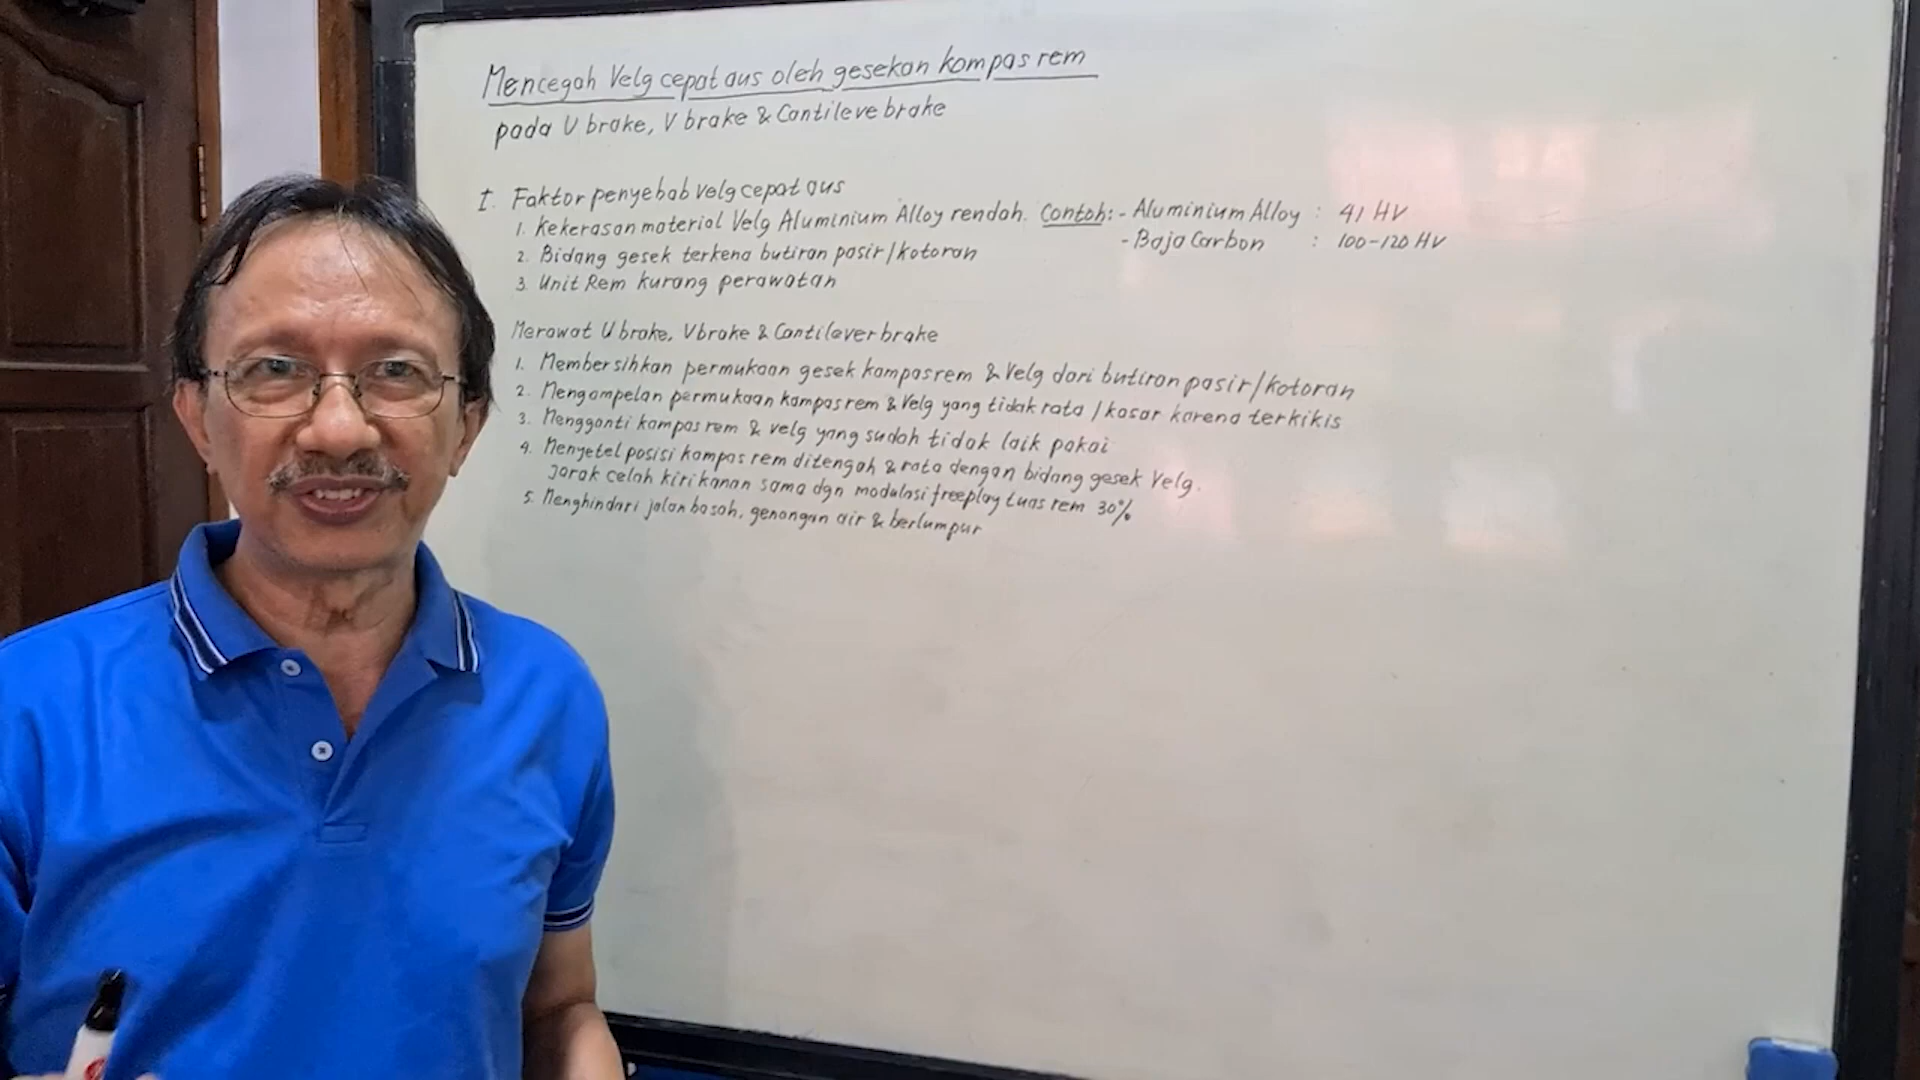 Mencegah Velg cepat aus oleh gesekan kompas rem
pada U brake, V brake & Cantileve brake
I. Faktor penyebab velg cepat aus
1. Kekerasan material Velg Aluminium Alloy rendah. Contoh: - Aluminium Alloy : 41 HV
- Baja Carbon : 100-120 HV
2. Bidang gesek terkena butiran pasir/kotoran
3. Unit Rem kurang perawatan
Merawat U brake, V brake & Cantilever brake
1. Membersihkan permukaan gesek kampas rem & Velg dari butiran pasir/kotoran
2. Mengampelan permukaan kampas rem & Velg yang tidak rata / kasar karena terkikis
3. Mengganti kampas rem & velg yang sudah tidak laik pakai
4. Menyetel posisi kampas rem ditengah & rata dengan bidang gesek Velg.
Jarak celah kiri kanan sama dgn modulasi freeplay tuas rem 30%
5. Menghindari jalan basah, genangan air & berlumpur